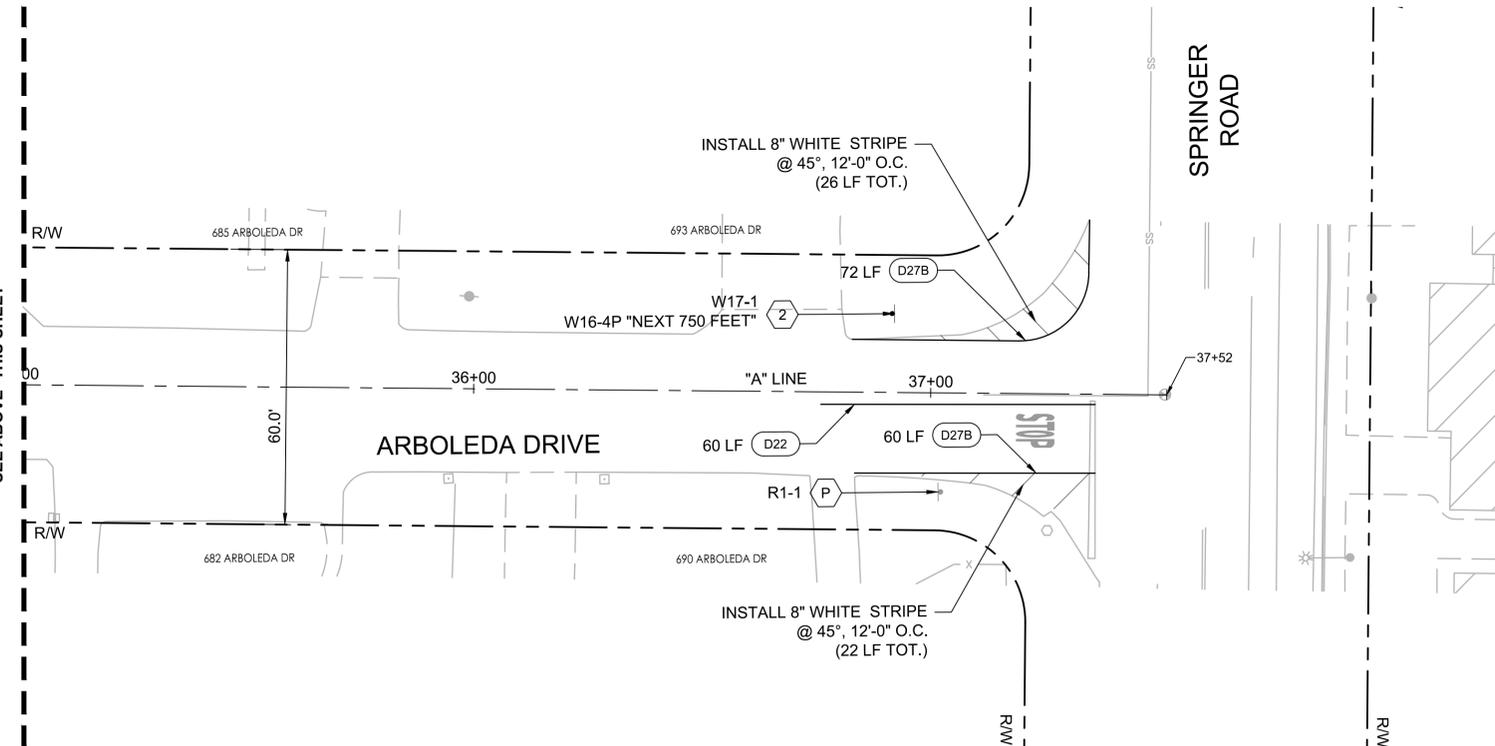 SPRINGER
ROAD
SS
INSTALL 8" WHITE STRIPE
@ 45°, 12'-0" O.C.
(26 LF TOT.)
R/W
685 ARBOLEDA DR
693 ARBOLEDA DR
SS
72 LF D27B
W17-1
W16-4P "NEXT 750 FEET"
2
37+52
00
36+00
"A" LINE
37+00
60.0'
ARBOLEDA DRIVE
60 LF D22
60 LF D27B
STOP
R1-1 P
R/W
682 ARBOLEDA DR
690 ARBOLEDA DR
X
INSTALL 8" WHITE STRIPE
@ 45°, 12'-0" O.C.
(22 LF TOT.)
R/W
R/W